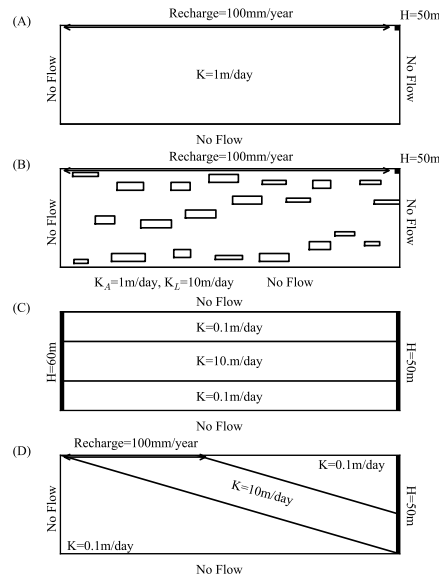 (A)
Recharge=100mm/year
H=50m
No Flow
K=1m/day
No Flow
No Flow
(B)
Recharge=100mm/year
H=50m
No Flow
No Flow
K_A=1m/day, K_L=10m/day
No Flow
(C)
No Flow
H=60m
K=0.1m/day
K=10.m/day
K=0.1m/day
H=50m
No Flow
(D)
Recharge=100mm/year
No Flow
K=0.1m/day
K=10m/day
H=50m
K=0.1m/day
No Flow